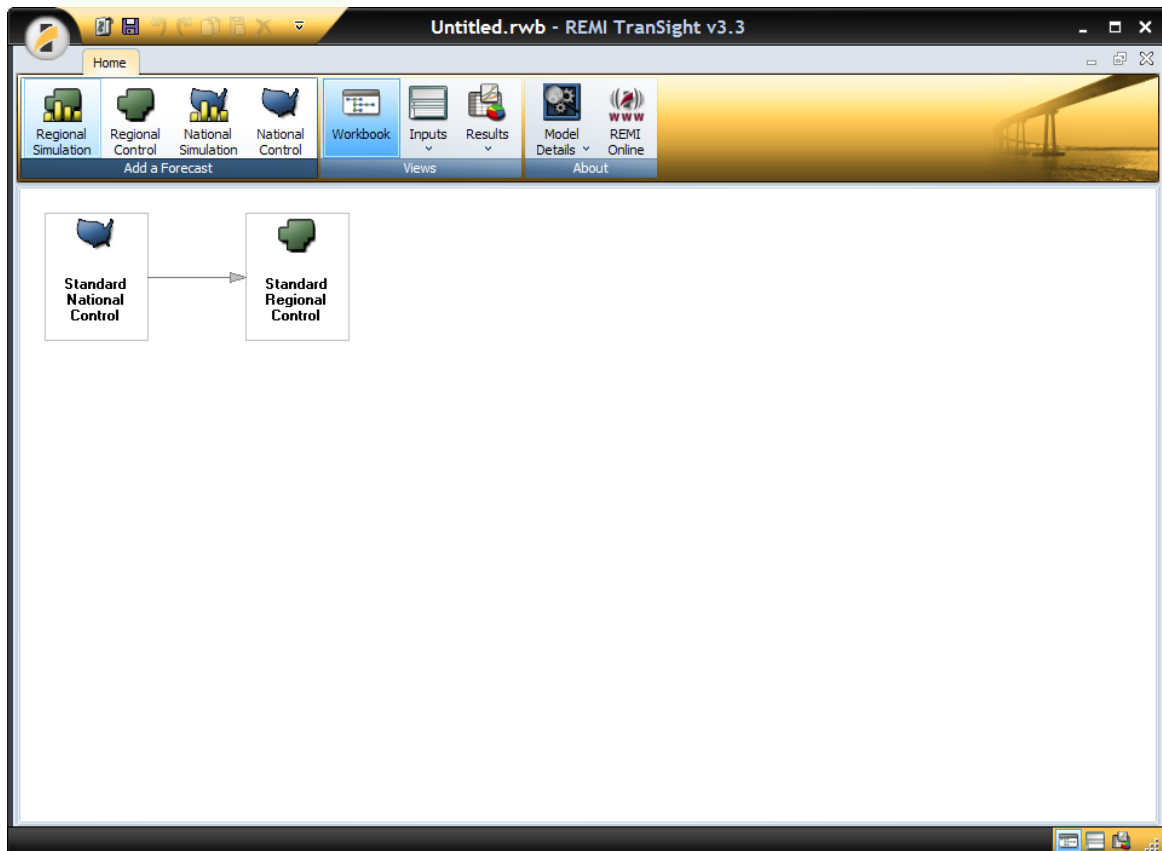 Untitled.rwb - REMI TranSight v3.3
Home
Regional Simulation
Regional Control
National Simulation
National Control
Workbook
Inputs
Results
Model Details
WWW
REMI Online
Add a Forecast
Views
About
Standard
National
Control
Standard
Regional
Control